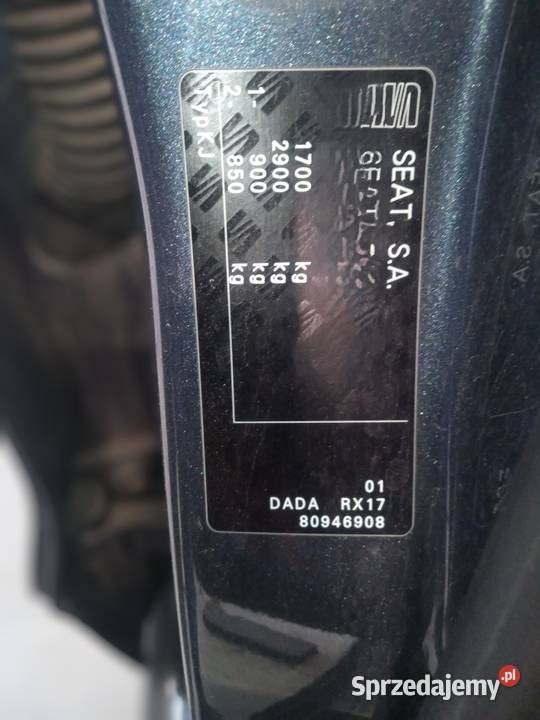 SEAT, S.A.
1700 kg
2900 kg
1- 900 kg
2- 850 kg
Typ KJ
01
DADA RX17
80946908
Sprzedajemy.pl